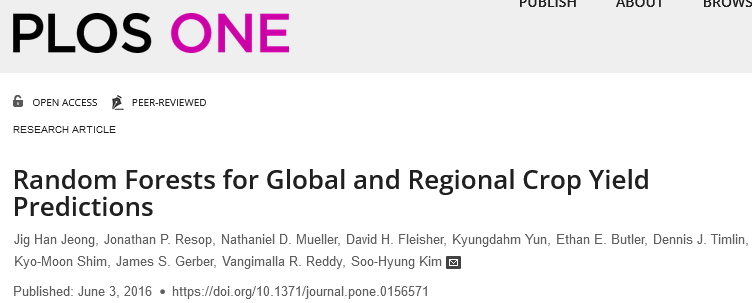 PUBLISH ABOUT BROWS
PLOS ONE
OPEN ACCESS PEER-REVIEWED
RESEARCH ARTICLE
Random Forests for Global and Regional Crop Yield
Predictions
Jig Han Jeong, Jonathan P. Resop, Nathaniel D. Mueller, David H. Fleisher, Kyungdahm Yun, Ethan E. Butler, Dennis J. Timlin,
Kyo-Moon Shim, James S. Gerber, Vangimalla R. Reddy, Soo-Hyung Kim
Published: June 3, 2016 • https://doi.org/10.1371/journal.pone.0156571